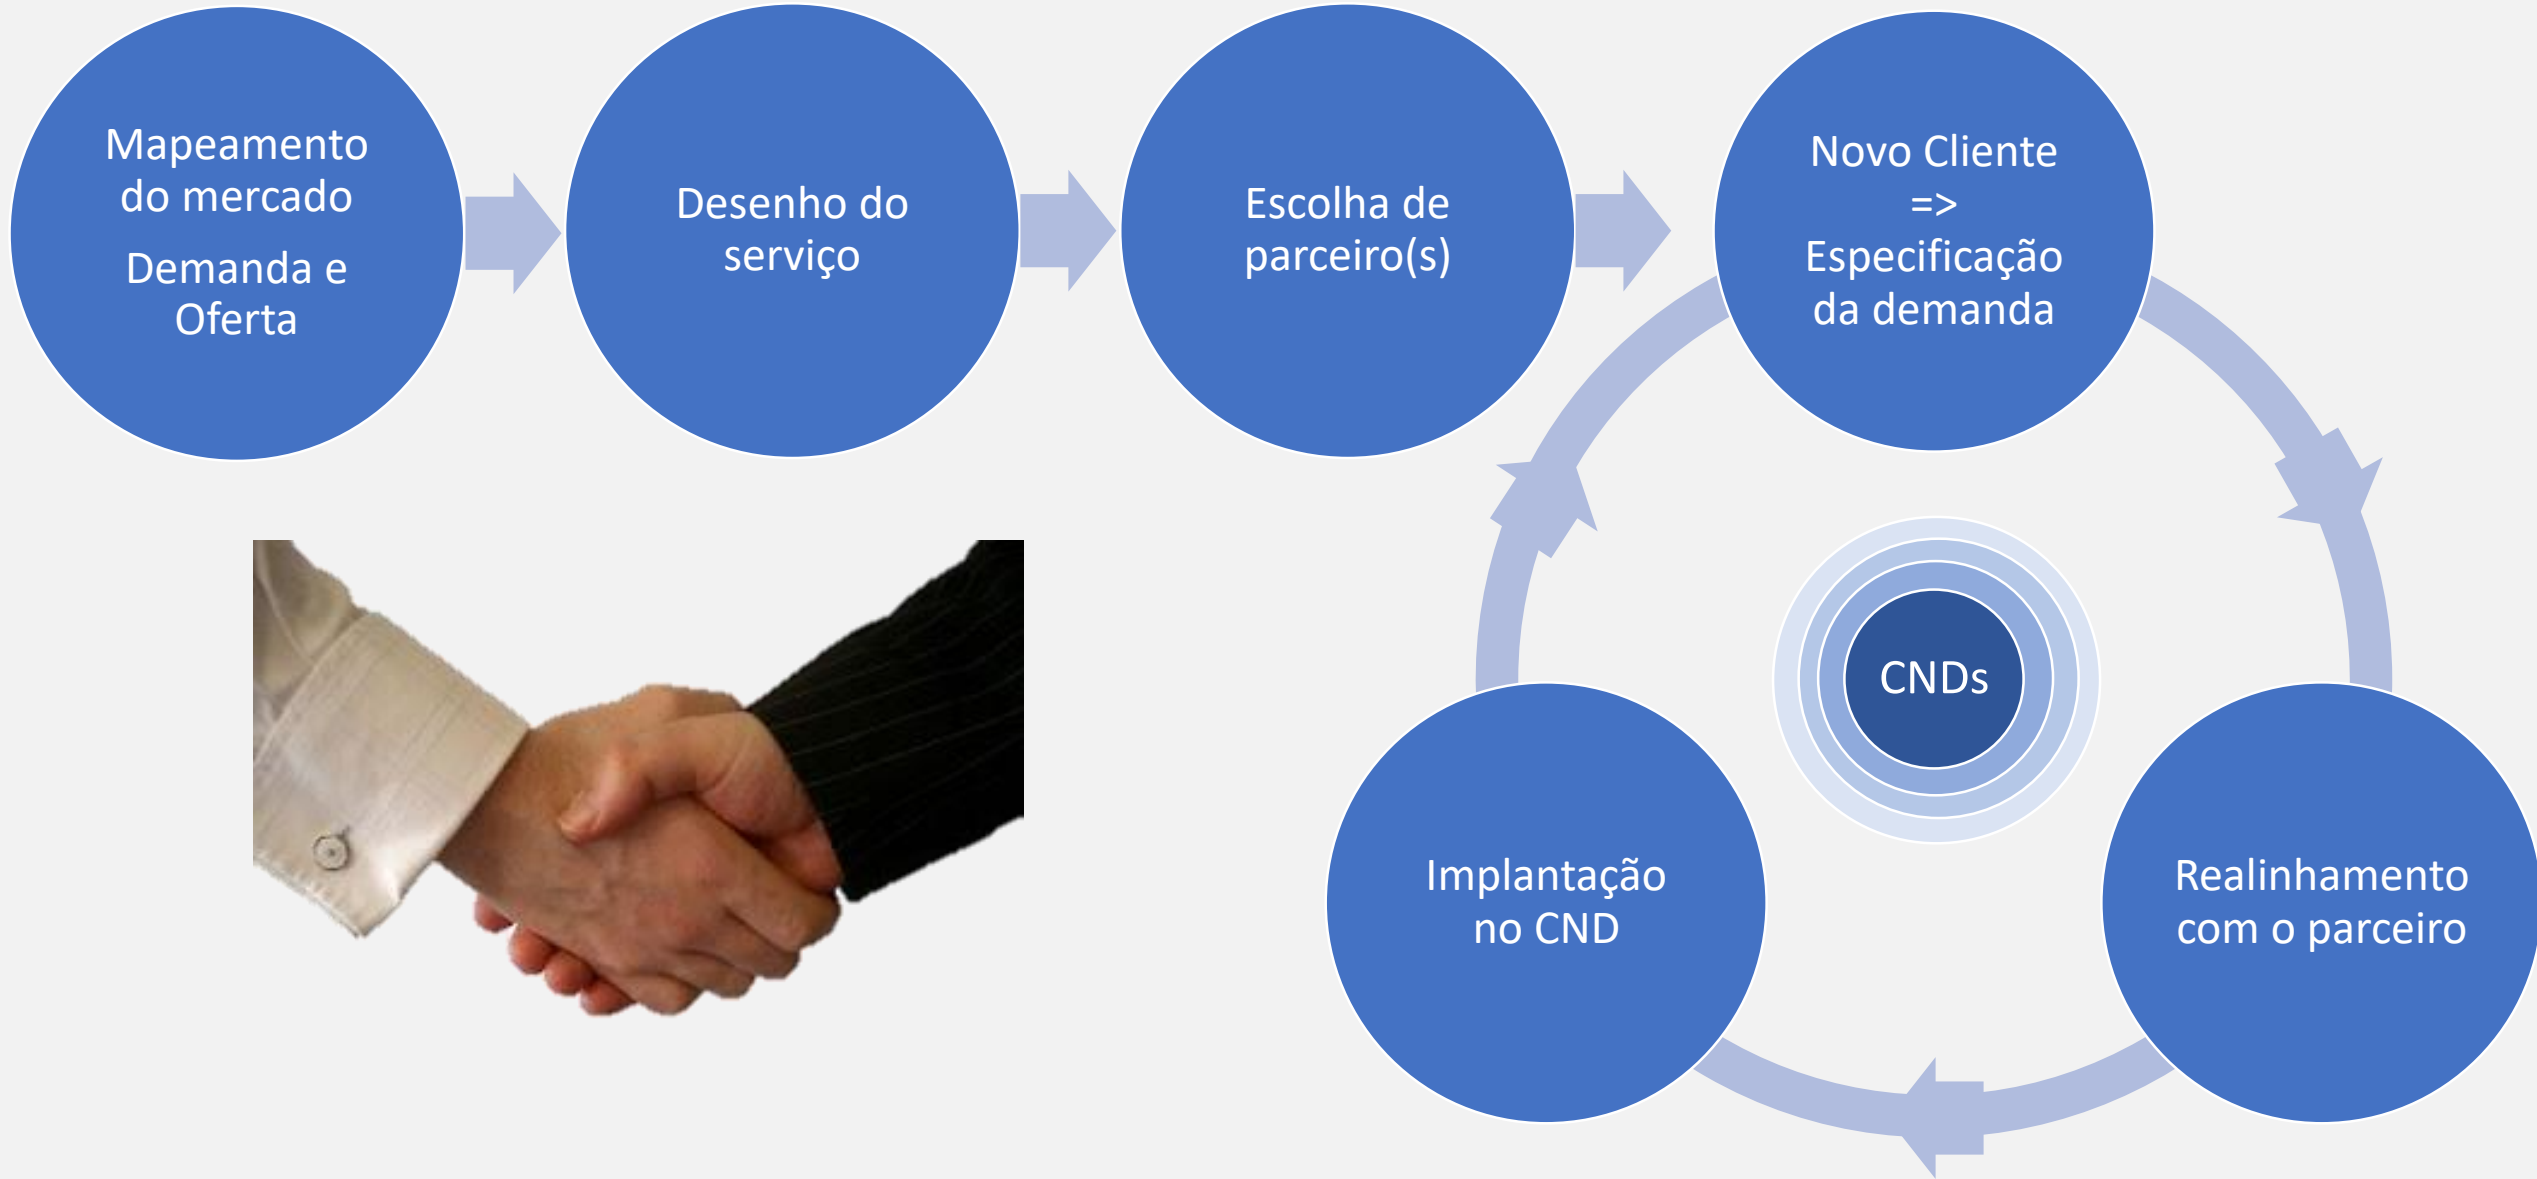 Mapeamento
do mercado
Demanda e
Oferta
Desenho do
serviço
Escolha de
parceiro(s)
Novo Cliente
=>
Especificação
da demanda
CNDs
Realinhamento
com o parceiro
Implantação
no CND